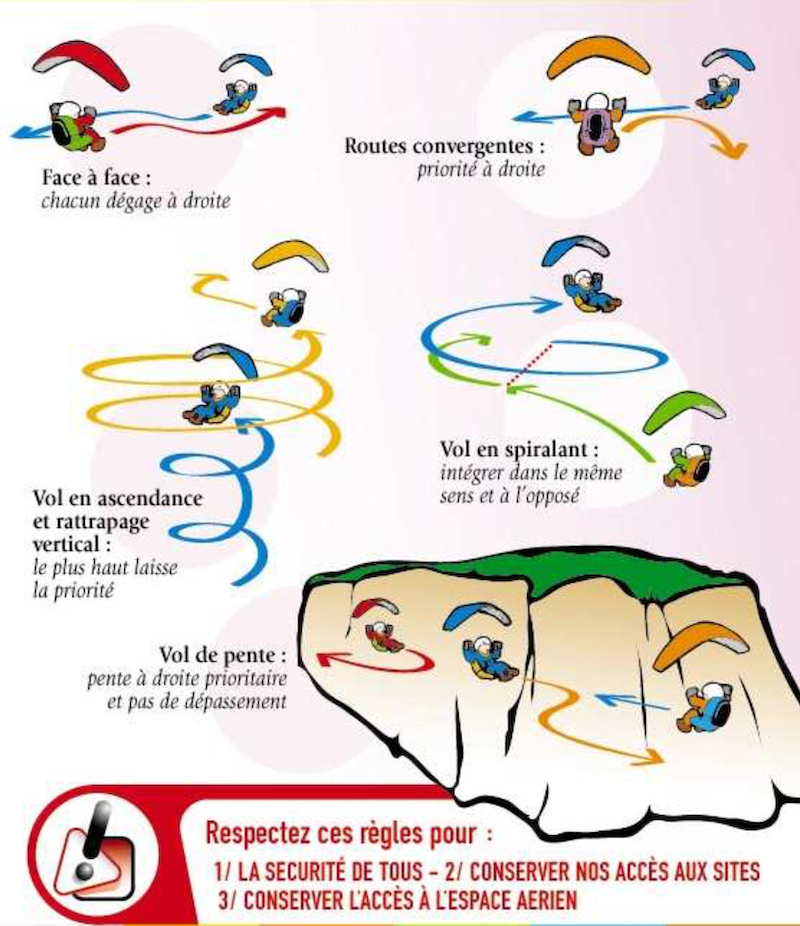 Face à face :
chacun dégage à droite
Routes convergentes :
priorité à droite
Vol en spiralant :
intégrer dans le même
sens et à l'opposé
Vol en ascendance
et rattrapage
vertical :
le plus haut laisse
la priorité
Vol de pente :
pente à droite prioritaire
et pas de dépassement
Respectez ces règles pour :
1/ LA SECURITÉ DE TOUS - 2/ CONSERVER NOS ACCÈS AUX SITES
3/ CONSERVER L'ACCÈS À L'ESPACE AERIEN